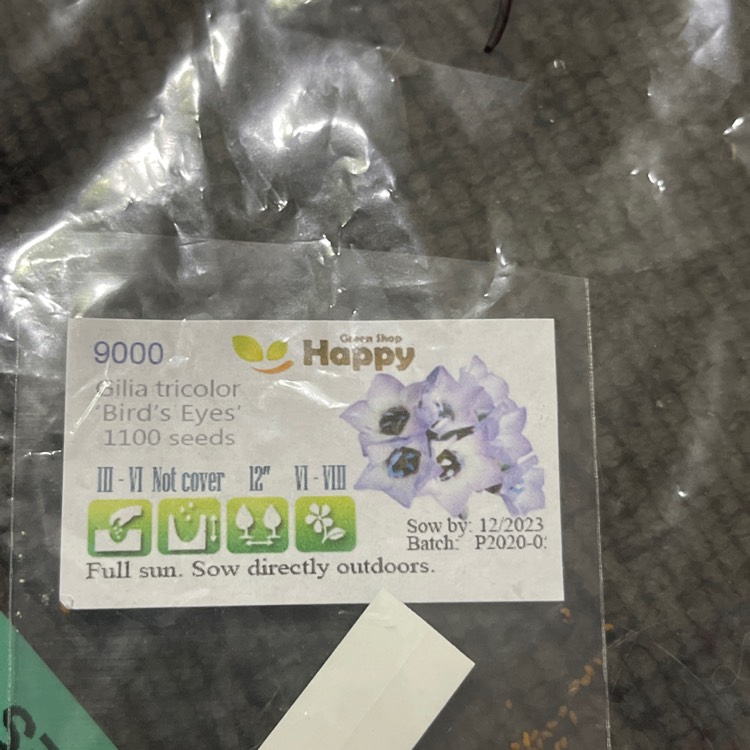 9000
Green Shop
Happy
Gilia tricolor
'Bird's Eyes'
1100 seeds
III - VI Not cover 12" VI - VIII
Sow by: 12/2023
Batch: P2020-0
Full sun. Sow directly outdoors.